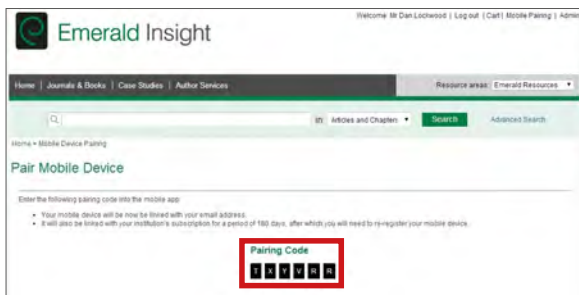 Welcome Mr Dan Lockwood | Log out | Cart | Mobile Pairing | Admin
Emerald Insight
Home | Journals & Books | Case Studies | Author Services
Resource areas: Emerald Resources
in: Articles and Chapters Search Advanced Search
Home > Mobile Device Pairing
Pair Mobile Device
Enter the following pairing code into the mobile app
Your mobile device will be now be linked with your email address.
It will also be linked with your institution's subscription for a period of 180 days, after which you will need to re-register your mobile device.
Pairing Code
T X Y V R R